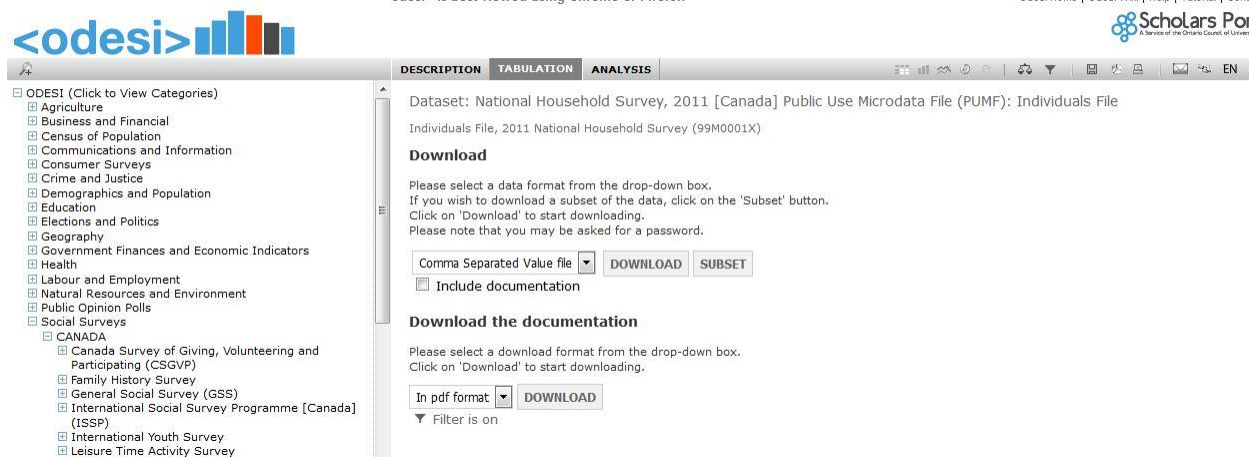 <odesi>
Scholars Por
A Service of the Ontario Council of Univer
DESCRIPTION TABULATION ANALYSIS
EN
ODESI (Click to View Categories)
Agriculture
Business and Financial
Census of Population
Communications and Information
Consumer Surveys
Crime and Justice
Demographics and Population
Education
Elections and Politics
Geography
Government Finances and Economic Indicators
Health
Labour and Employment
Natural Resources and Environment
Public Opinion Polls
Social Surveys
CANADA
Canada Survey of Giving, Volunteering and
Participating (CSGVP)
Family History Survey
General Social Survey (GSS)
International Social Survey Programme [Canada]
(ISSP)
International Youth Survey
Leisure Time Activity Survey
Dataset: National Household Survey, 2011 [Canada] Public Use Microdata File (PUMF): Individuals File
Individuals File, 2011 National Household Survey (99M0001X)
Download
Please select a data format from the drop-down box.
If you wish to download a subset of the data, click on the 'Subset' button.
Click on 'Download' to start downloading.
Please note that you may be asked for a password.
Comma Separated Value file DOWNLOAD SUBSET
Include documentation
Download the documentation
Please select a download format from the drop-down box.
Click on 'Download' to start downloading.
In pdf format DOWNLOAD
Filter is on